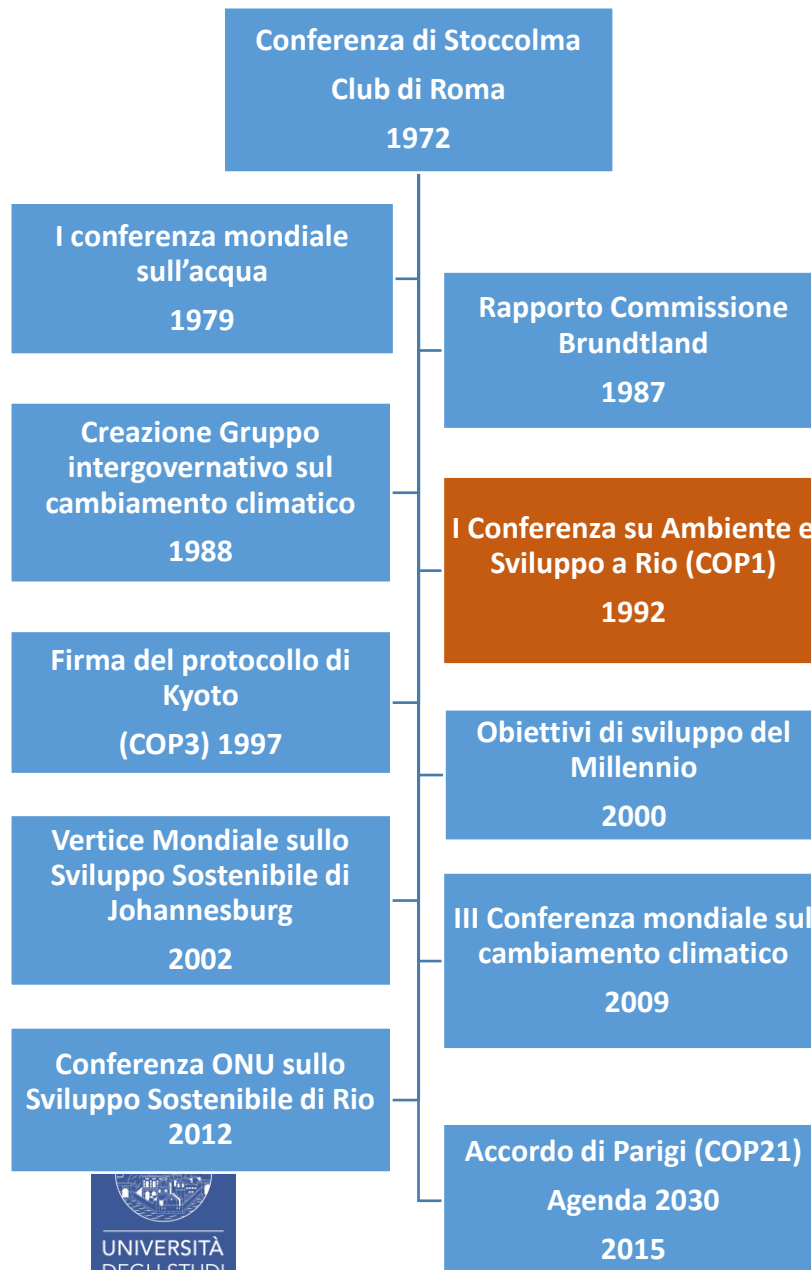 Conferenza di Stoccolma
Club di Roma
1972
I conferenza mondiale
sull’acqua
1979
Rapporto Commissione
Brundtland
1987
Creazione Gruppo
intergovernativo sul
cambiamento climatico
1988
I Conferenza su Ambiente e
Sviluppo a Rio (COP1)
1992
Firma del protocollo di
Kyoto
(COP3) 1997
Obiettivi di sviluppo del
Millennio
2000
Vertice Mondiale sullo
Sviluppo Sostenibile di
Johannesburg
2002
III Conferenza mondiale sul
cambiamento climatico
2009
Conferenza ONU sullo
Sviluppo Sostenibile di Rio
2012
Accordo di Parigi (COP21)
Agenda 2030
2015
UNIVERSITÀ
DEGLI STUDI